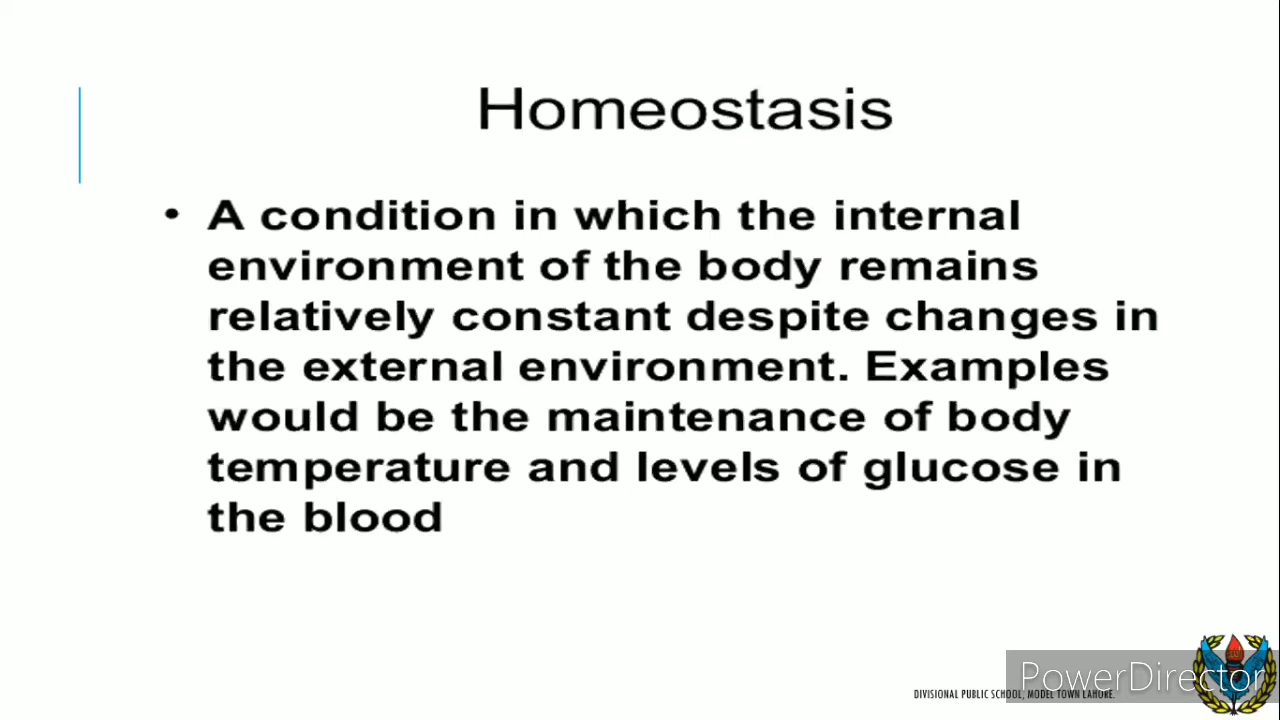 Homeostasis
• A condition in which the internal
environment of the body remains
relatively constant despite changes in
the external environment. Examples
would be the maintenance of body
temperature and levels of glucose in
the blood
PowerDirector
DIVISIONAL PUBLIC SCHOOL, MODEL TOWN LAHORE.